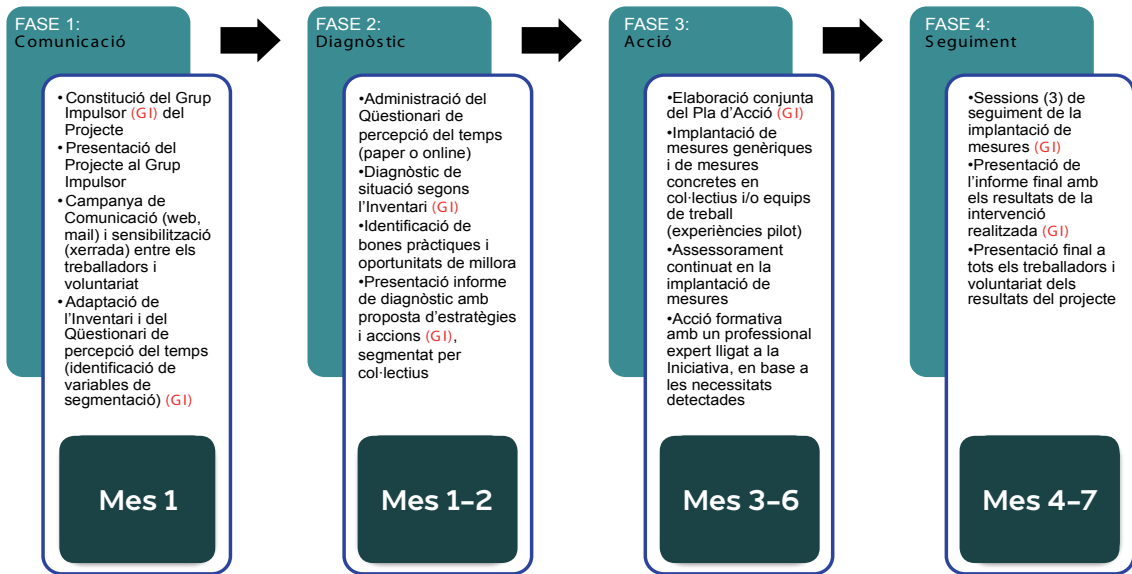 FASE 1:
Comunicació
• Constitució del Grup
Impulsor (GI) del
Projecte
• Presentació del
Projecte al Grup
Impulsor
• Campanya de
Comunicació (web,
mail) i sensibilització
(xerrada) entre els
treballadors i
voluntariat
• Adaptació de
l’Inventari i del
Qüestionari de
percepció del temps
(identificació de
variables de
segmentació) (GI)
Mes 1
FASE 2:
Diagnòstic
•Administració del
Qüestionari de
percepció del temps
(paper o online)
•Diagnòstic de
situació segons
l’Inventari (GI)
•Identificació de
bones pràctiques i
oportunitats de millora
•Presentació informe
de diagnòstic amb
proposta d’estratègies
i accions (GI),
segmentat per
col·lectius
Mes 1–2
FASE 3:
Acció
•Elaboració conjunta
del Pla d’Acció (GI)
•Implantació de
mesures genèriques
i de mesures
concretes en
col·lectius i/o equips
de treball
(experiències pilot)
•Assessorament
continuat en la
implantació de
mesures
•Acció formativa
amb un professional
expert lligat a la
Iniciativa, en base a
les necessitats
detectades
Mes 3–6
FASE 4:
Seguiment
•Sessions (3) de
seguiment de la
implantació de
mesures (GI)
•Presentació de
l’informe final amb
els resultats de la
intervenció
realitzada (GI)
•Presentació final a
tots els treballadors i
voluntariat dels
resultats del projecte
Mes 4–7